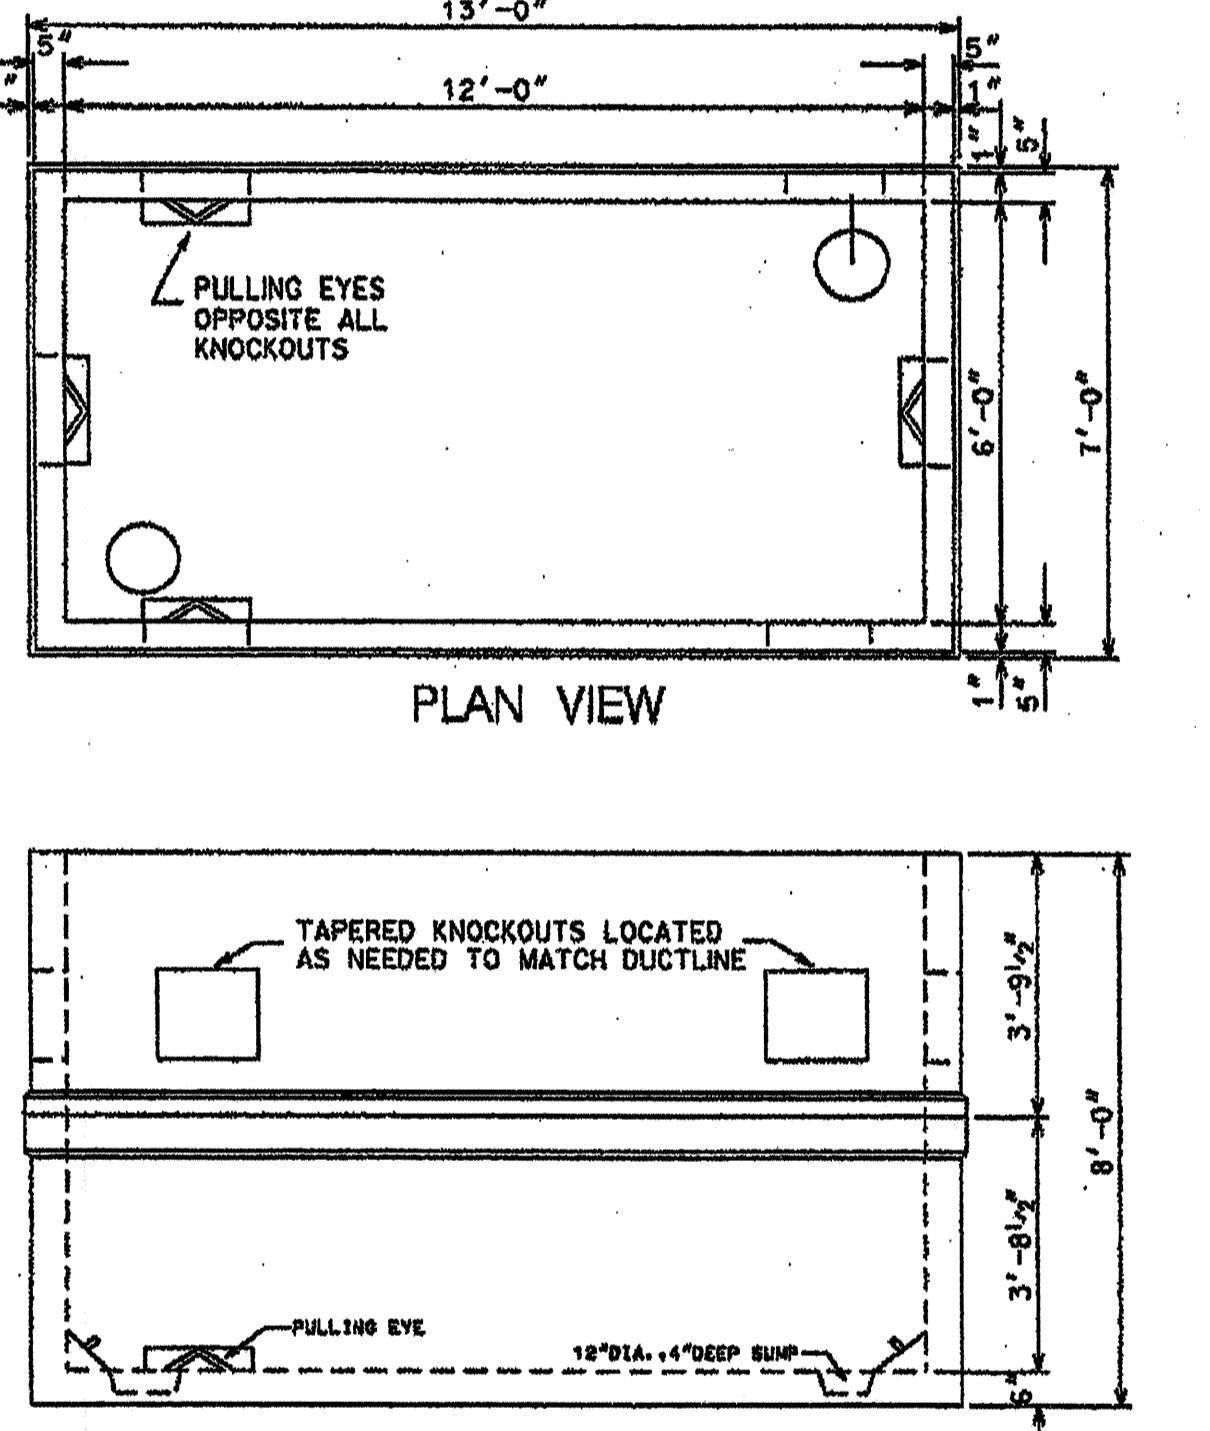 13'-0"
5"
5"
"
12'-0"
1"
1"
5"
PULLING EYES
OPPOSITE ALL
KNOCKOUTS
6'-0"
7'-0"
1"
5"
PLAN VIEW
TAPERED KNOCKOUTS LOCATED
AS NEEDED TO MATCH DUCTLINE
3'-9½"
8'-0"
3'-8½"
PULLING EYE
12"DIA.,4"DEEP SUMP
6"